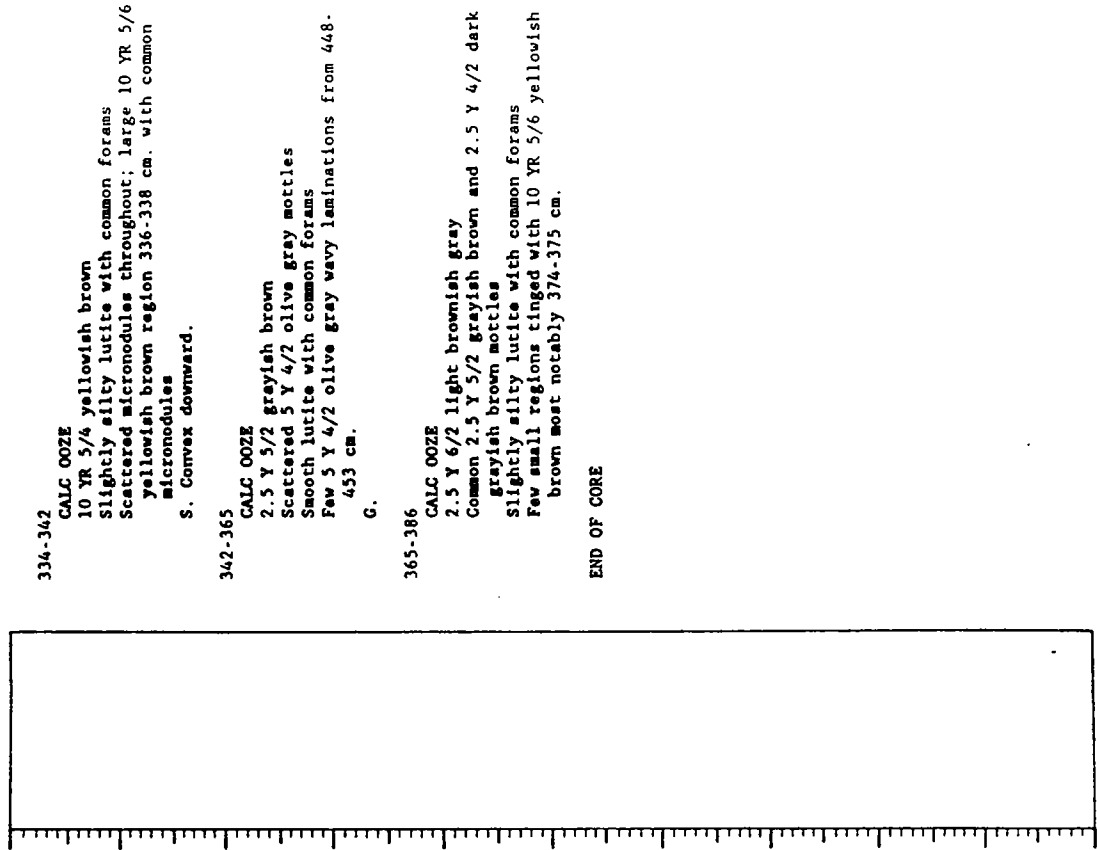 334-342
CALC OOZE
10 YR 5/4 yellowish brown
Slightly silty lutite with common forams
Scattered micronodules throughout; large 10 YR 5/6
yellowish brown region 336-338 cm. with common
micronodules
S. Convex downward.
342-365
CALC OOZE
2.5 Y 5/2 grayish brown
Scattered 5 Y 4/2 olive gray mottles
Smooth lutite with common forams
Few 5 Y 4/2 olive gray wavy laminations from 448-
453 cm.
G.
365-386
CALC OOZE
2.5 Y 6/2 light brownish gray
Common 2.5 Y 5/2 grayish brown and 2.5 Y 4/2 dark
grayish brown mottles
Slightly silty lutite with common forams
Few small regions tinged with 10 YR 5/6 yellowish
brown most notably 374-375 cm.
END OF CORE